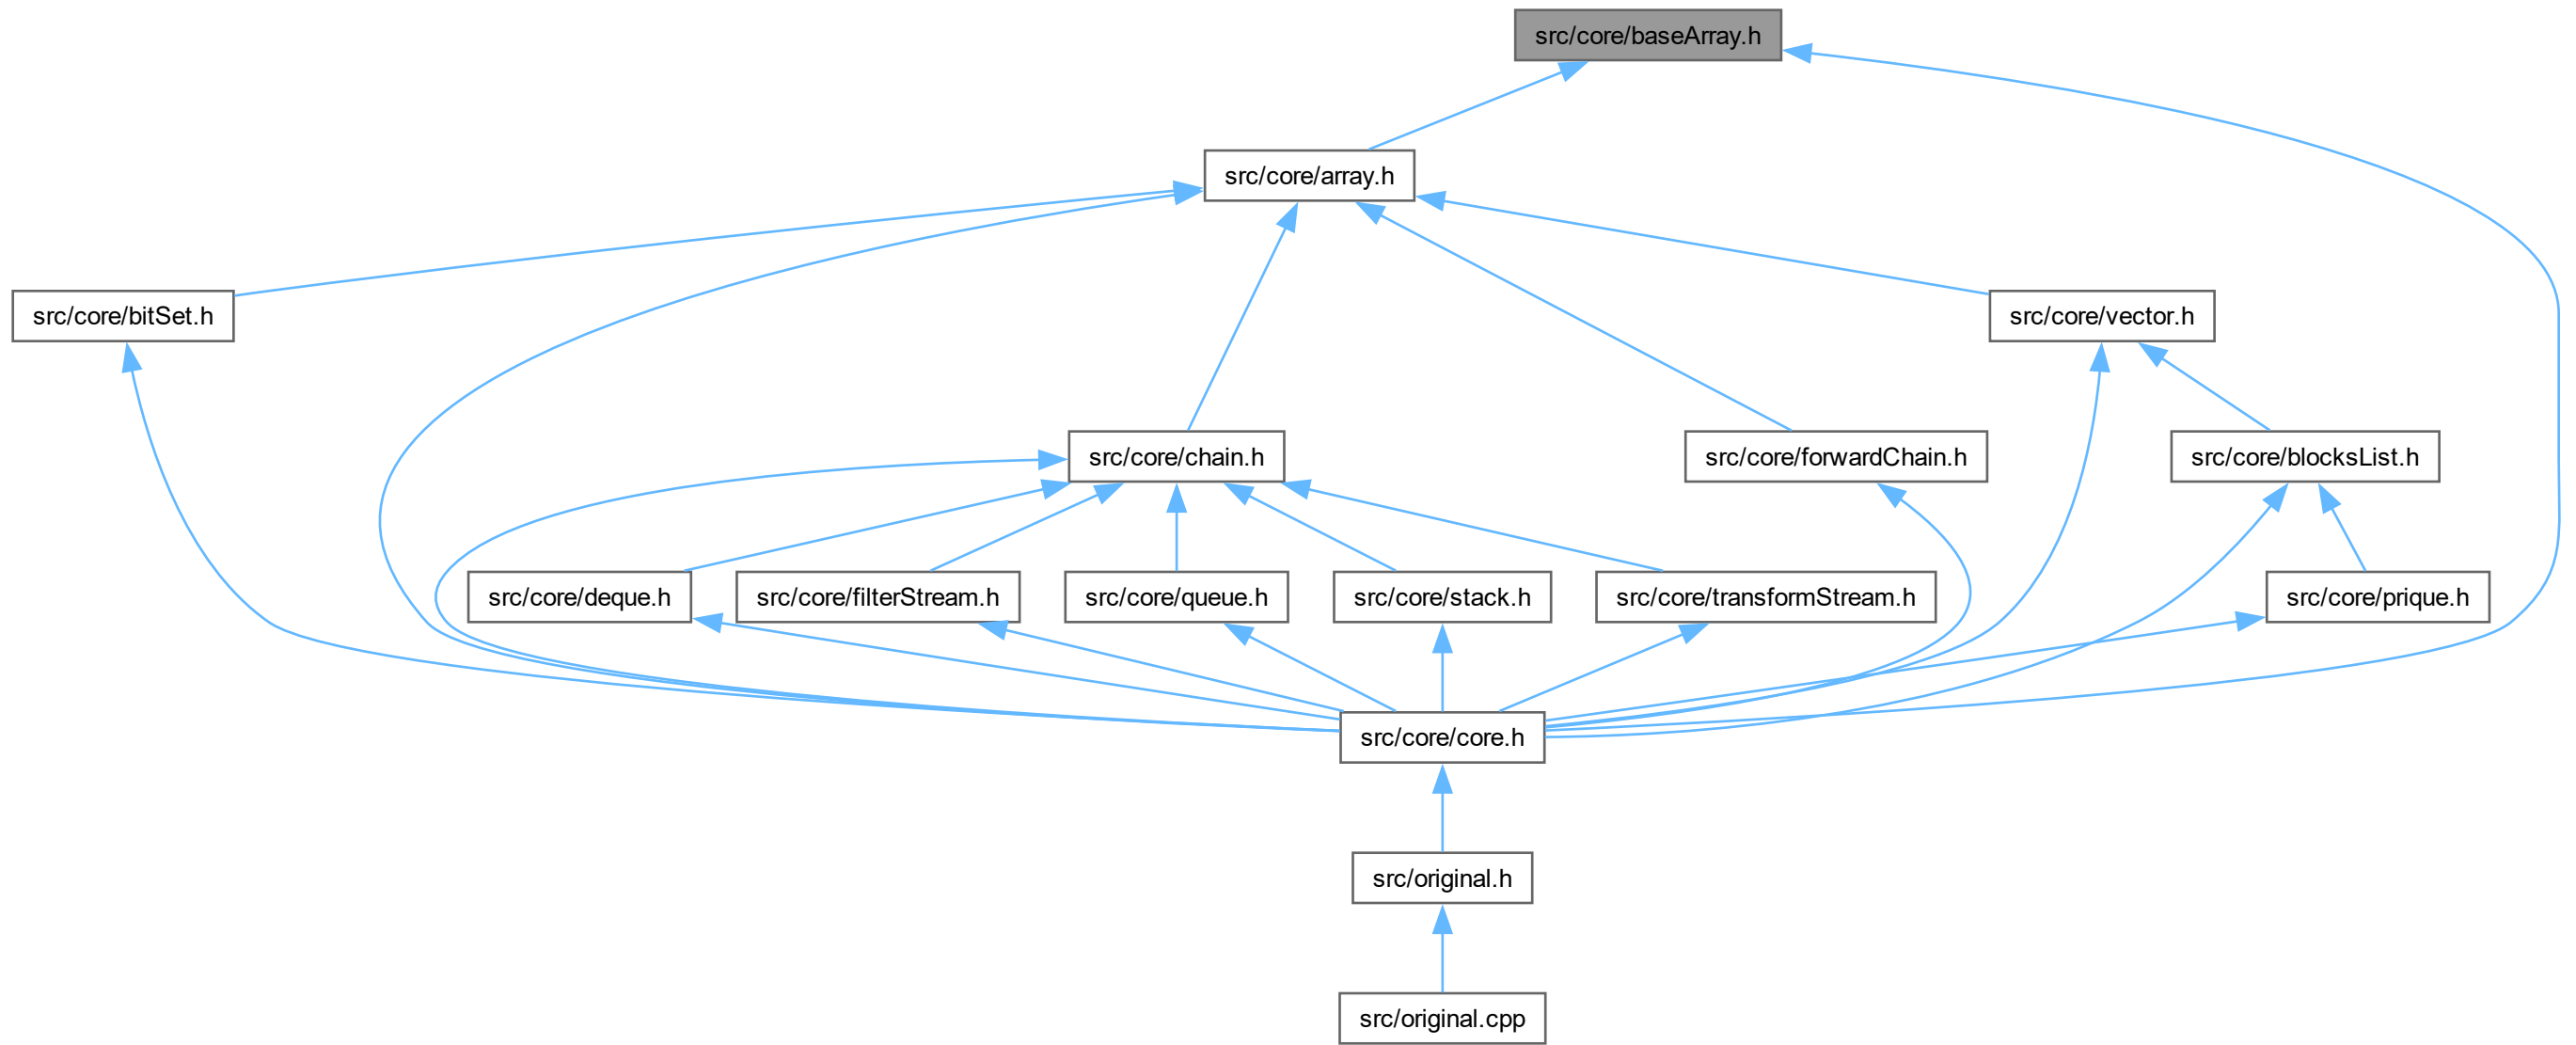 src/core/baseArray.h
src/core/array.h
src/core/bitSet.h
src/core/vector.h
src/core/chain.h
src/core/forwardChain.h
src/core/blocksList.h
src/core/deque.h
src/core/filterStream.h
src/core/queue.h
src/core/stack.h
src/core/transformStream.h
src/core/prique.h
src/core/core.h
src/original.h
src/original.cpp